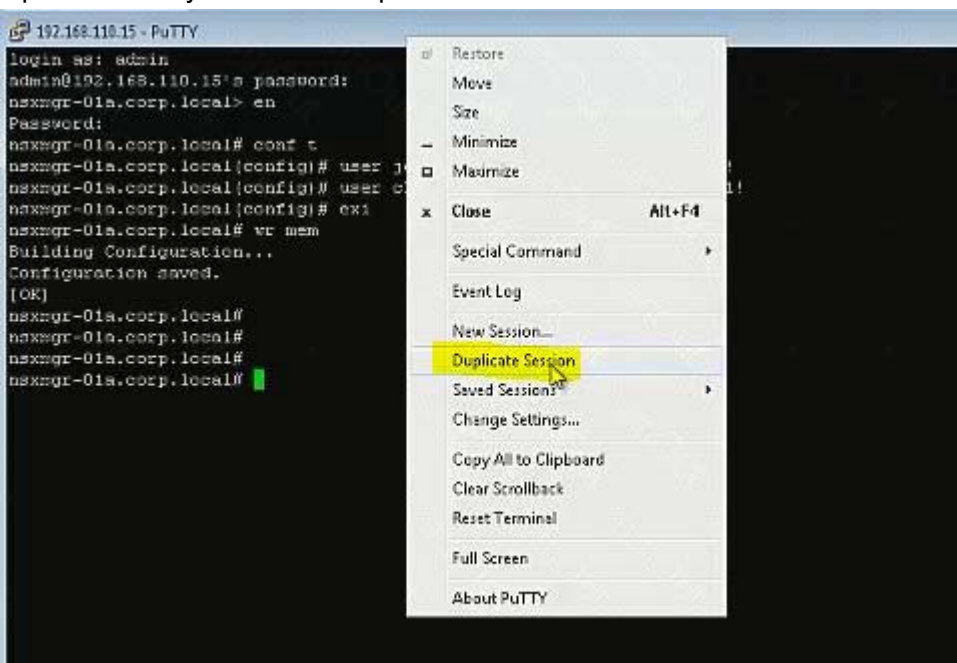 192.168.110.15 - PuTTY
login as: admin
admin@192.168.110.15's password:
nsxmgr-01a.corp.local> en
Password:
nsxmgr-01a.corp.local# conf t
nsxmgr-01a.corp.local(config)# user
nsxmgr-01a.corp.local(config)# user
nsxmgr-01a.corp.local(config)# exi
nsxmgr-01a.corp.local# wr mem
Building Configuration...
Configuration saved.
[OK]
nsxmgr-01a.corp.local#
nsxmgr-01a.corp.local#
nsxmgr-01a.corp.local#
nsxmgr-01a.corp.local#
Restore
Move
Size
Minimize
Maximize
Close Alt+F4
Special Command
Event Log
New Session...
Duplicate Session
Saved Sessions
Change Settings...
Copy All to Clipboard
Clear Scrollback
Reset Terminal
Full Screen
About PuTTY